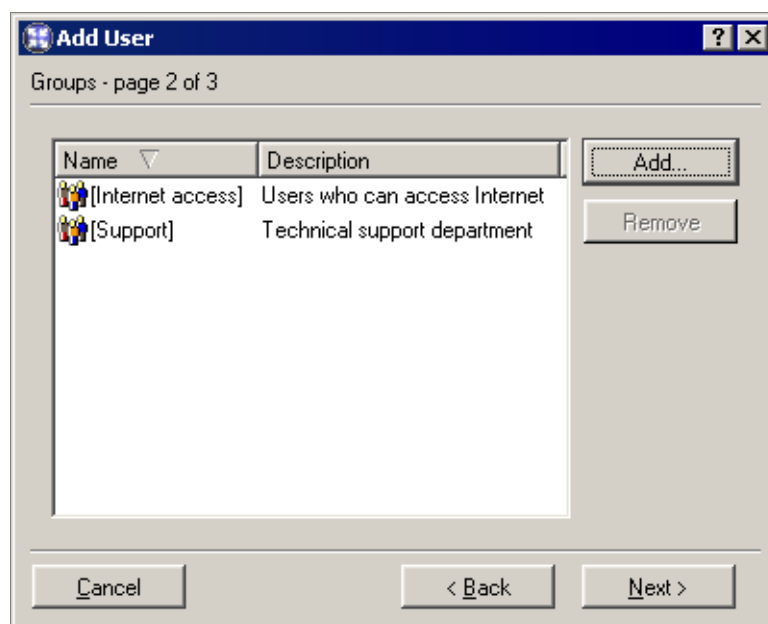 Add User
Groups - page 2 of 3
Name Description
[Internet access] Users who can access Internet
[Support] Technical support department
Add...
Remove
Cancel < Back Next >